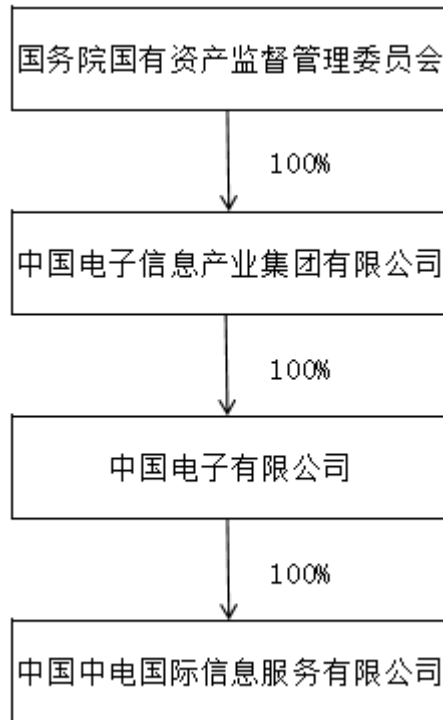 国务院国有资产监督管理委员会
100%
中国电子信息产业集团有限公司
100%
中国电子有限公司
100%
中国中电国际信息服务有限公司